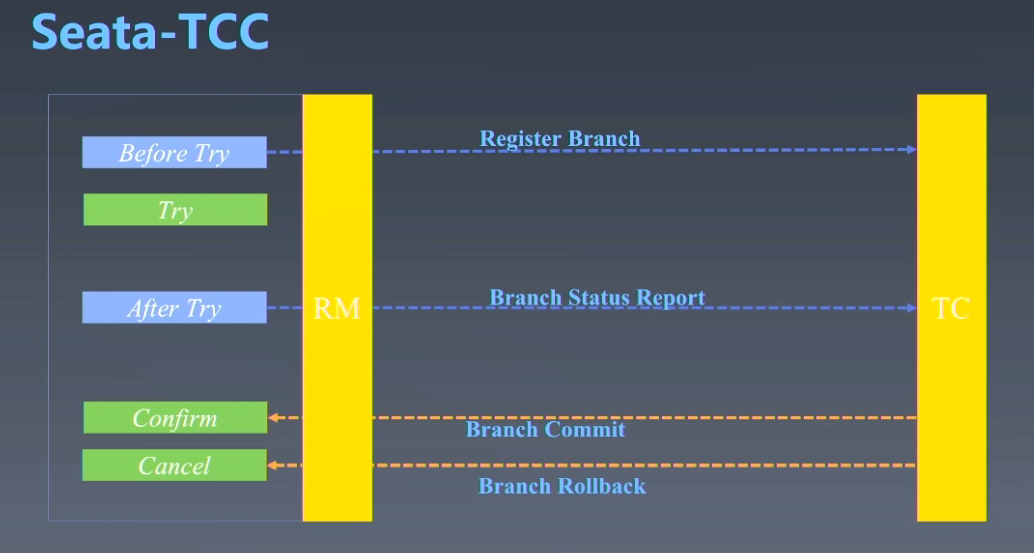 Seata-TCC
Before Try
Register Branch
Try
After Try
RM
Branch Status Report
TC
Confirm
Branch Commit
Cancel
Branch Rollback